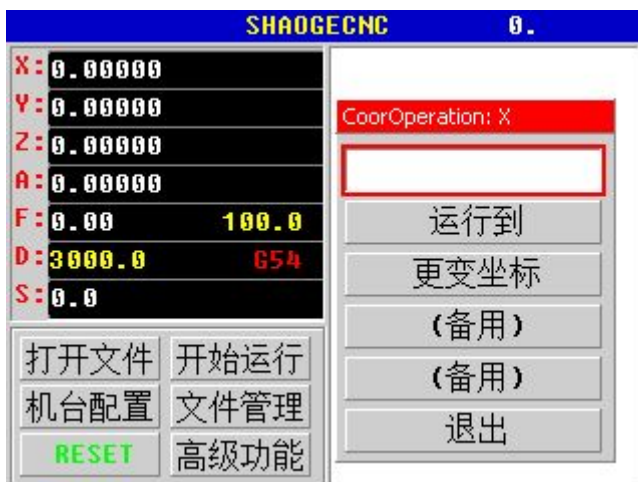 SHAOGECNC 0.
X:0.00000
Y:0.00000
Z:0.00000
A:0.00000
F:0.00 100.0
D:3000.0 G54
S:0.0
打开文件 开始运行
机台配置 文件管理
RESET 高级功能
CoorOperation: X
运行到
更变坐标
(备用)
(备用)
退出